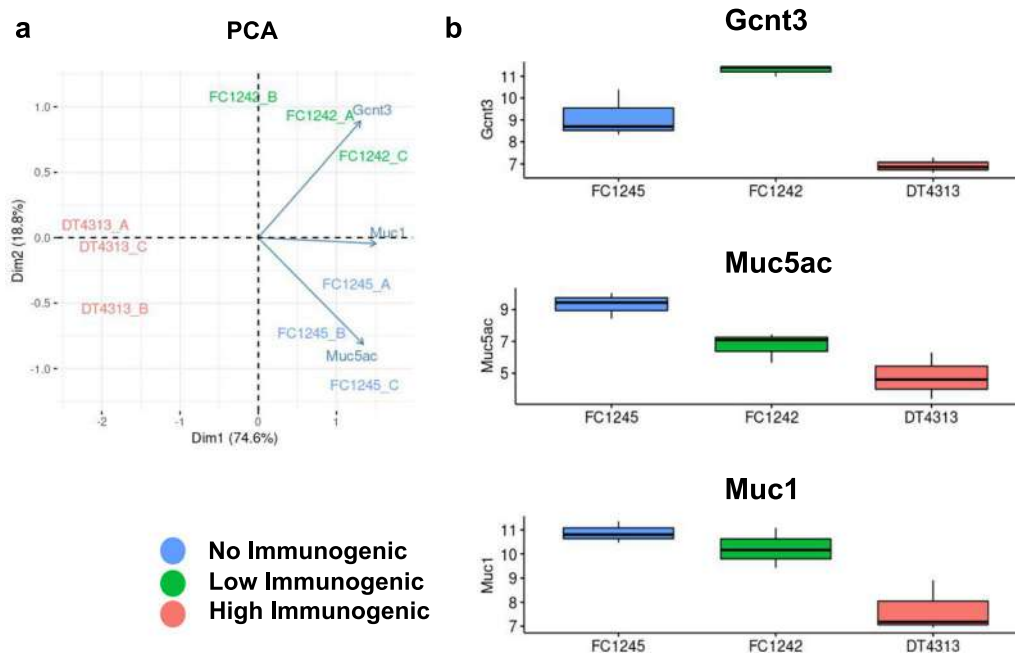 a
PCA
1.0
0.5
0.0
-0.5
-1.0
Dim2 (18.8%)
FC1242_B
FC1242_A
Gcnt3
FC1242_C
DT4313_A
Muc1
DT4313_C
FC1245_A
DT4313_B
FC1245_B
Muc5ac
FC1245_C
-2
-1
0
1
Dim1 (74.6%)
No Immunogenic
Low Immunogenic
High Immunogenic
b
Gcnt3
Gcnt3
11
10
9
8
7
FC1245
FC1242
DT4313
Muc5ac
Muc5ac
9
7
5
FC1245
FC1242
DT4313
Muc1
Muc1
11
10
9
8
7
FC1245
FC1242
DT4313